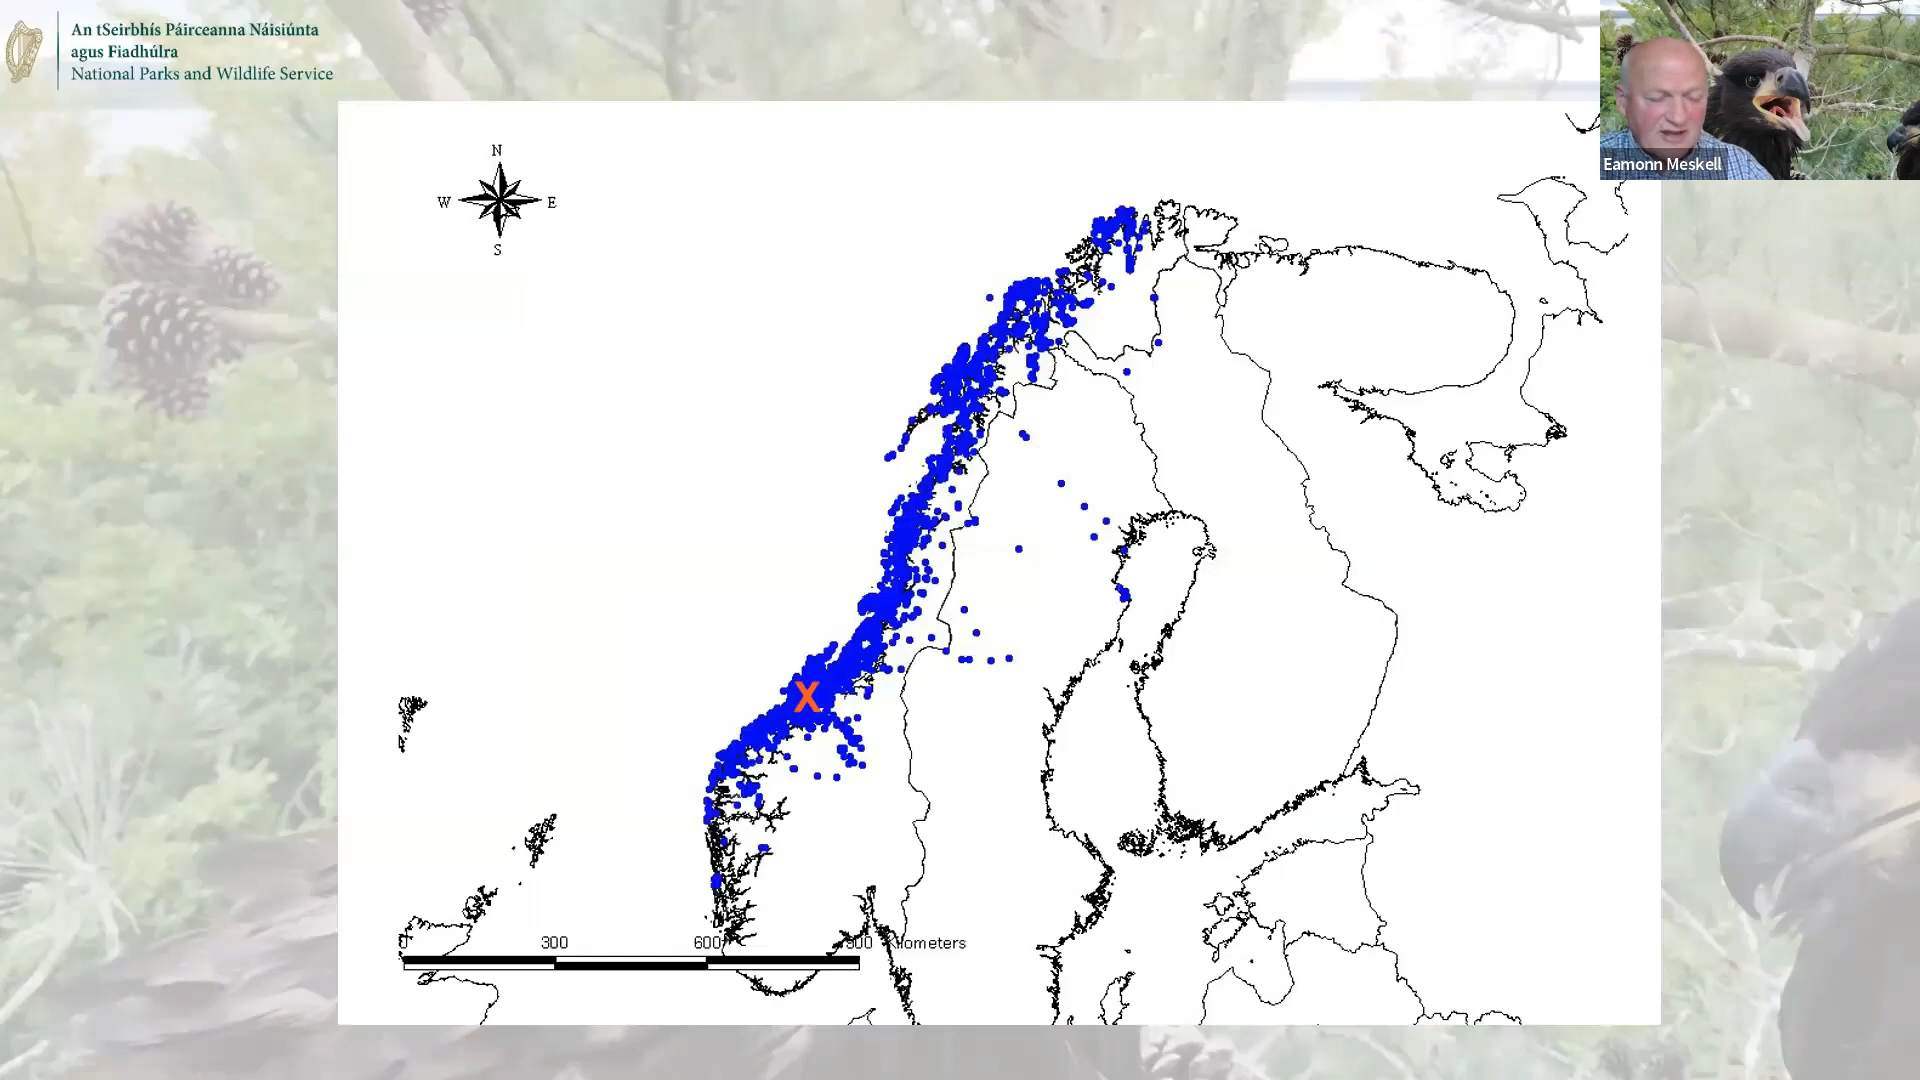 An tSeirbhís Páirceanna Náisiúnta
agus Fiadhúlra
National Parks and Wildlife Service
Eamonn Meskell
N
W E
S
X
0 300 600 900 Kilometers